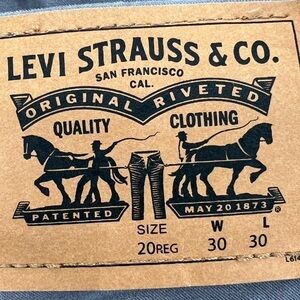 LEVI STRAUSS & CO.
SAN FRANCISCO
CAL.
ORIGINAL RIVETED
QUALITY CLOTHING
PATENTED MAY 20 1873
SIZE W L
20REG 30 30